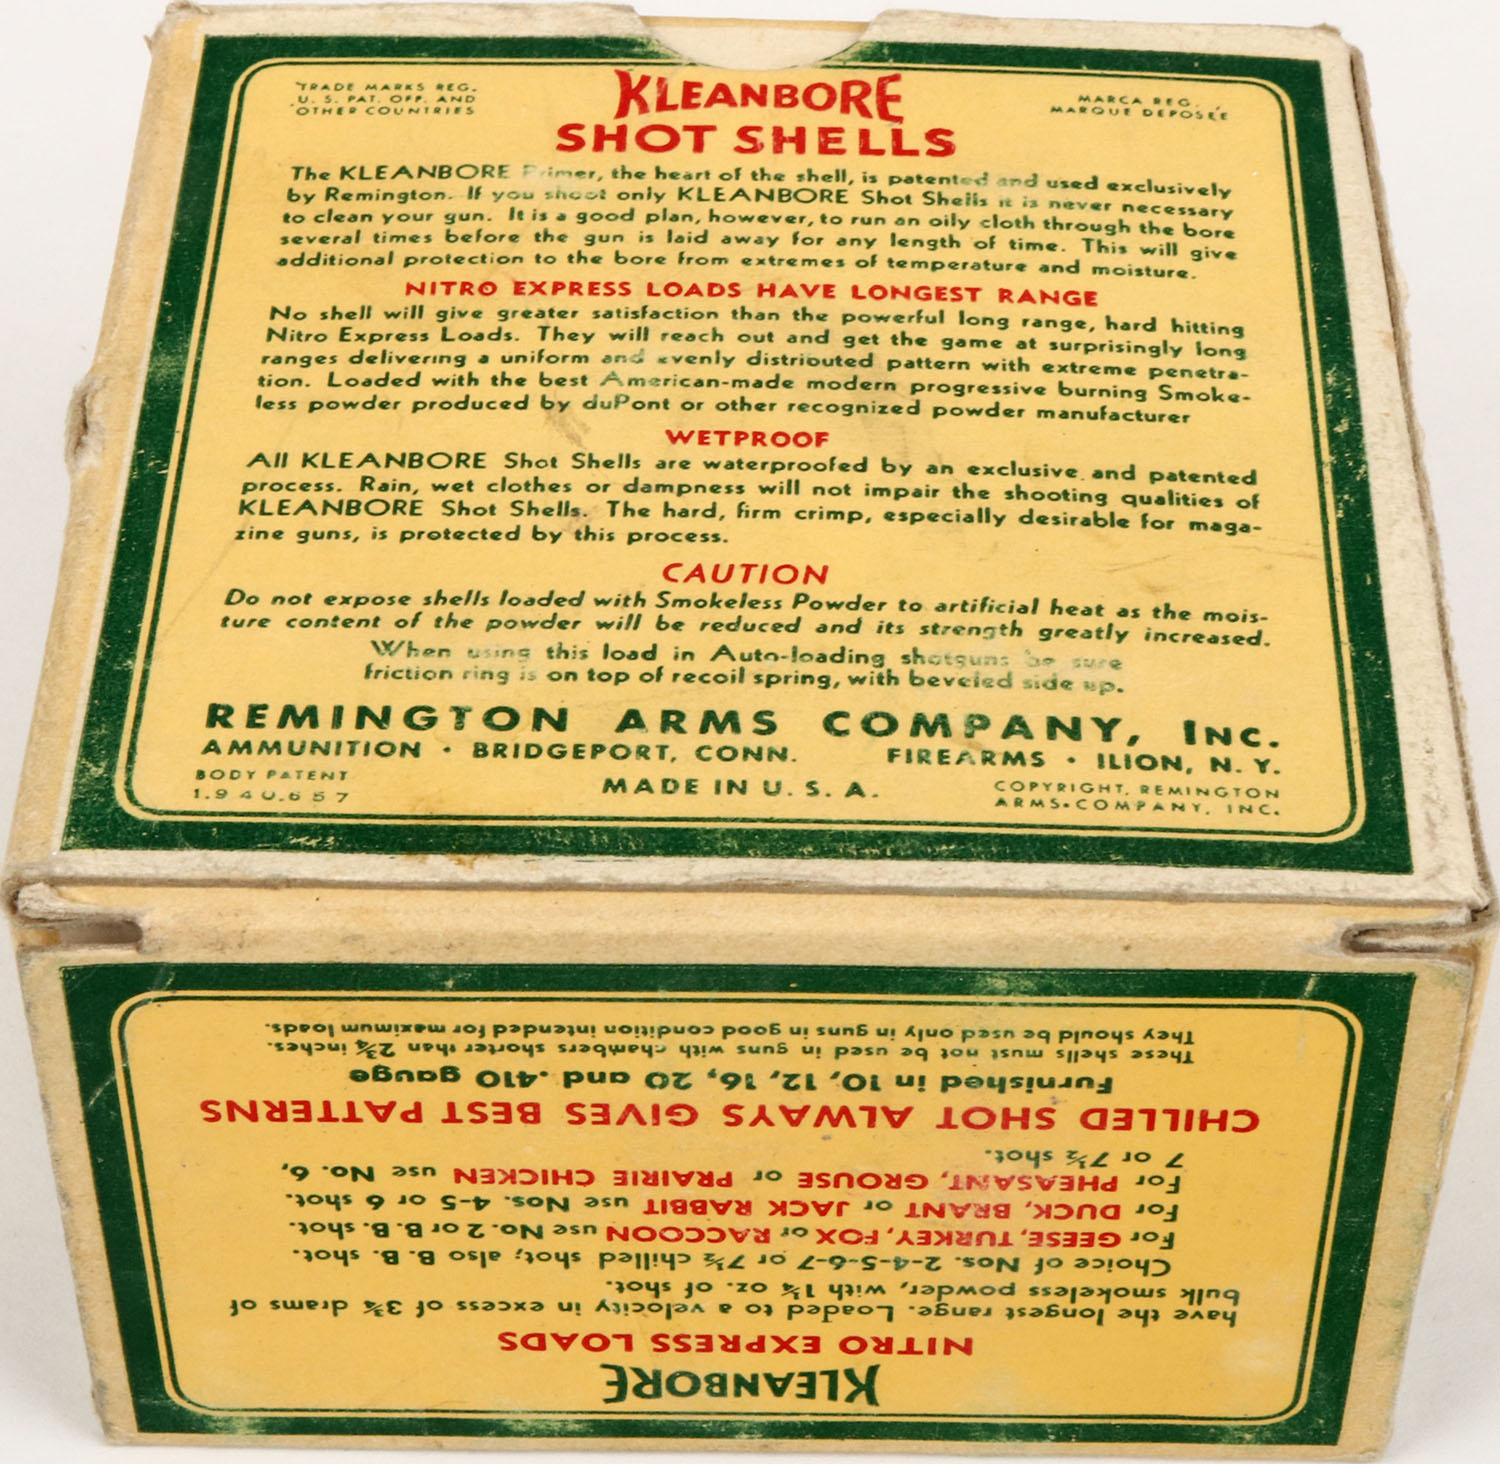 TRADE MARKS REG.
U. S. PAT. OFF. AND
OTHER COUNTRIES
KLEANBORE
SHOT SHELLS
MARCA REG.
MARQUE DEPOSÉE
The KLEANBORE Primer, the heart of the shell, is patented and used exclusively
by Remington. If you shoot only KLEANBORE Shot Shells it is never necessary
to clean your gun. It is a good plan, however, to run an oily cloth through the bore
several times before the gun is laid away for any length of time. This will give
additional protection to the bore from extremes of temperature and moisture.
NITRO EXPRESS LOADS HAVE LONGEST RANGE
No shell will give greater satisfaction than the powerful long range, hard hitting
Nitro Express Loads. They will reach out and get the game at surprisingly long
ranges delivering a uniform and evenly distributed pattern with extreme penetra-
tion. Loaded with the best American-made modern progressive burning Smoke-
less powder produced by duPont or other recognized powder manufacturer
WETPROOF
All KLEANBORE Shot Shells are waterproofed by an exclusive and patented
process. Rain, wet clothes or dampness will not impair the shooting qualities of
KLEANBORE Shot Shells. The hard, firm crimp, especially desirable for maga-
zine guns, is protected by this process.
CAUTION
Do not expose shells loaded with Smokeless Powder to artificial heat as the mois-
ture content of the powder will be reduced and its strength greatly increased.
When using this load in Auto-loading shotguns be sure
friction ring is on top of recoil spring, with beveled side up.
REMINGTON ARMS COMPANY, INC.
AMMUNITION · BRIDGEPORT, CONN. FIREARMS · ILION, N. Y.
BODY PATENT
1,940,657
MADE IN U. S. A.
COPYRIGHT, REMINGTON
ARMS COMPANY, INC.
KLEANBORE
NITRO EXPRESS LOADS
have the longest range. Loaded to a velocity in excess of 3¾ drams of
bulk smokeless powder, with 1¼ oz. of shot.
Choice of Nos. 2-4-5-6-7 or 7½ chilled shot; also B. B. shot.
For GEESE, TURKEY, FOX or RACCOON use No. 2 or B. B. shot.
For DUCK, BRANT or JACK RABBIT use Nos. 4-5 or 6 shot.
For PHEASANT, GROUSE or PRAIRIE CHICKEN use No. 6,
7 or 7½ shot.
CHILLED SHOT ALWAYS GIVES BEST PATTERNS
Furnished in 10, 12, 16, 20 and .410 gauge
These shells must not be used in guns with chambers shorter than 2¾ inches.
They should be used only in guns in good condition intended for maximum loads.